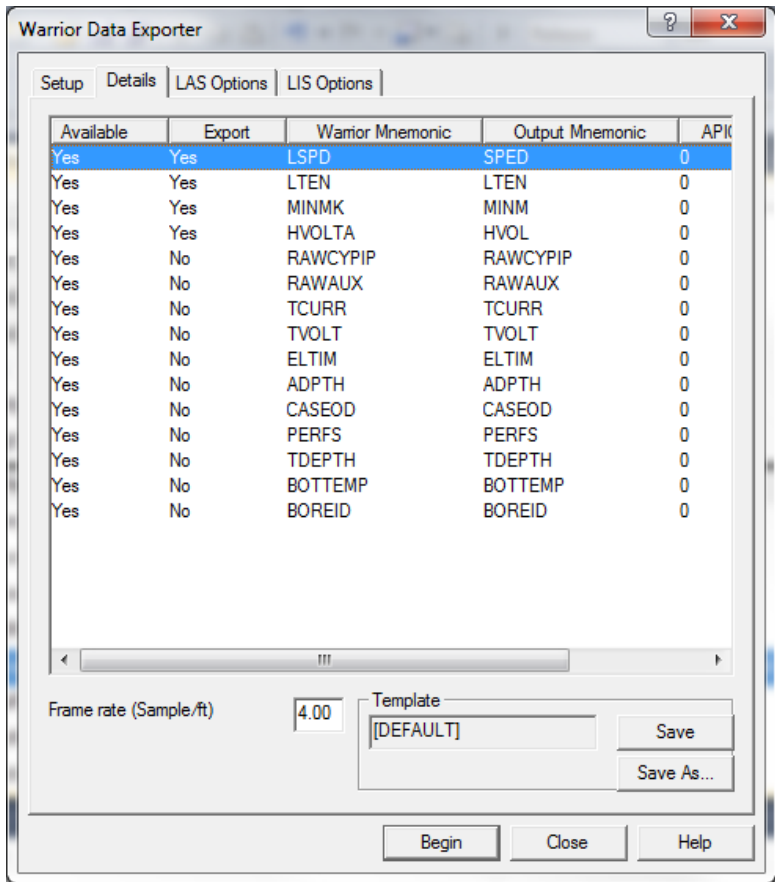 Warrior Data Exporter
Setup Details LAS Options LIS Options
Available Export Warrior Mnemonic Output Mnemonic API
Yes Yes LSPD SPED 0
Yes Yes LTEN LTEN 0
Yes Yes MINMK MINM 0
Yes Yes HVOLTA HVOL 0
Yes No RAWCYPIP RAWCYPIP 0
Yes No RAWAUX RAWAUX 0
Yes No TCURR TCURR 0
Yes No TVOLT TVOLT 0
Yes No ELTIM ELTIM 0
Yes No ADPTH ADPTH 0
Yes No CASEOD CASEOD 0
Yes No PERFS PERFS 0
Yes No TDEPTH TDEPTH 0
Yes No BOTTEMP BOTTEMP 0
Yes No BOREID BOREID 0
Frame rate (Sample/ft) 4.00 Template
[DEFAULT] Save
Save As...
Begin Close Help